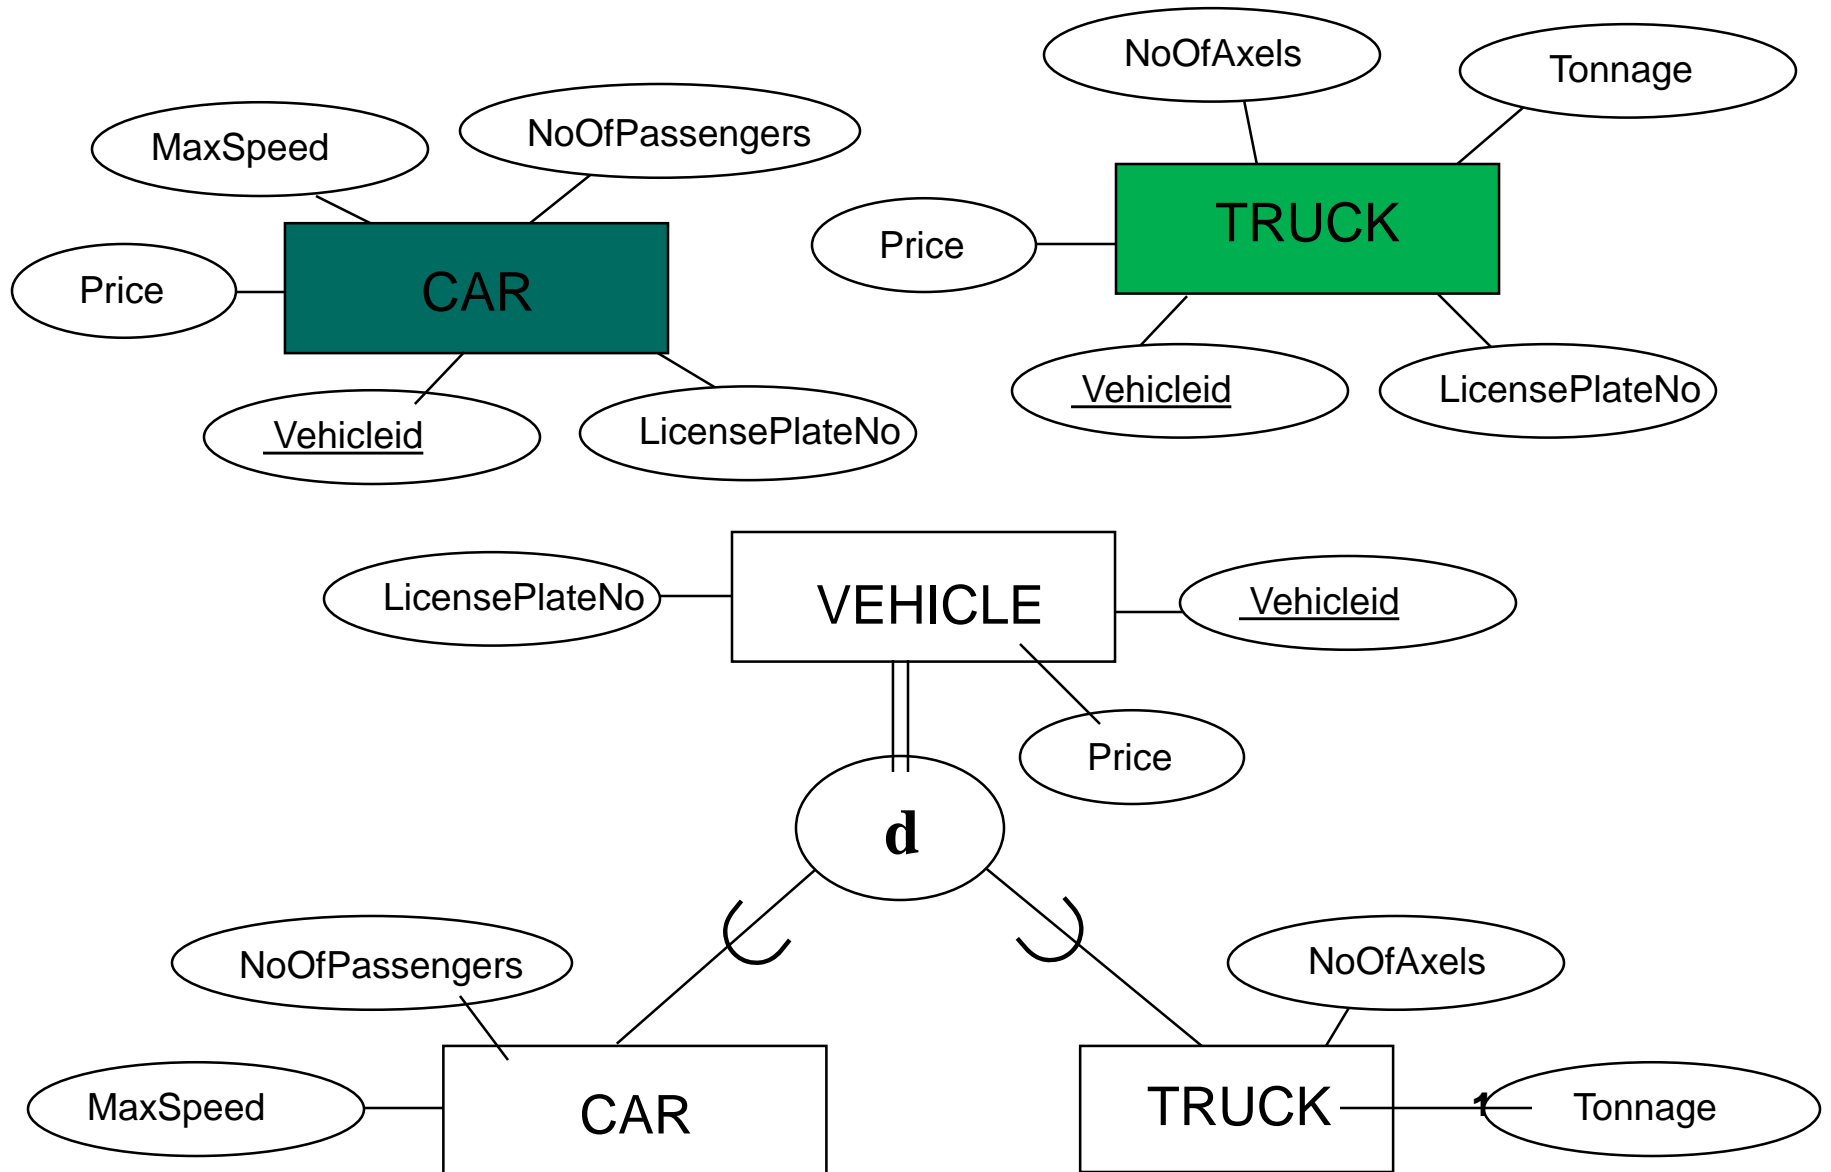 NoOfAxels
Tonnage
MaxSpeed
NoOfPassengers
TRUCK
Price
Price
CAR
Vehicleid
LicensePlateNo
Vehicleid
LicensePlateNo
LicensePlateNo
VEHICLE
Vehicleid
Price
d
NoOfPassengers
NoOfAxels
MaxSpeed
CAR
TRUCK
1
Tonnage